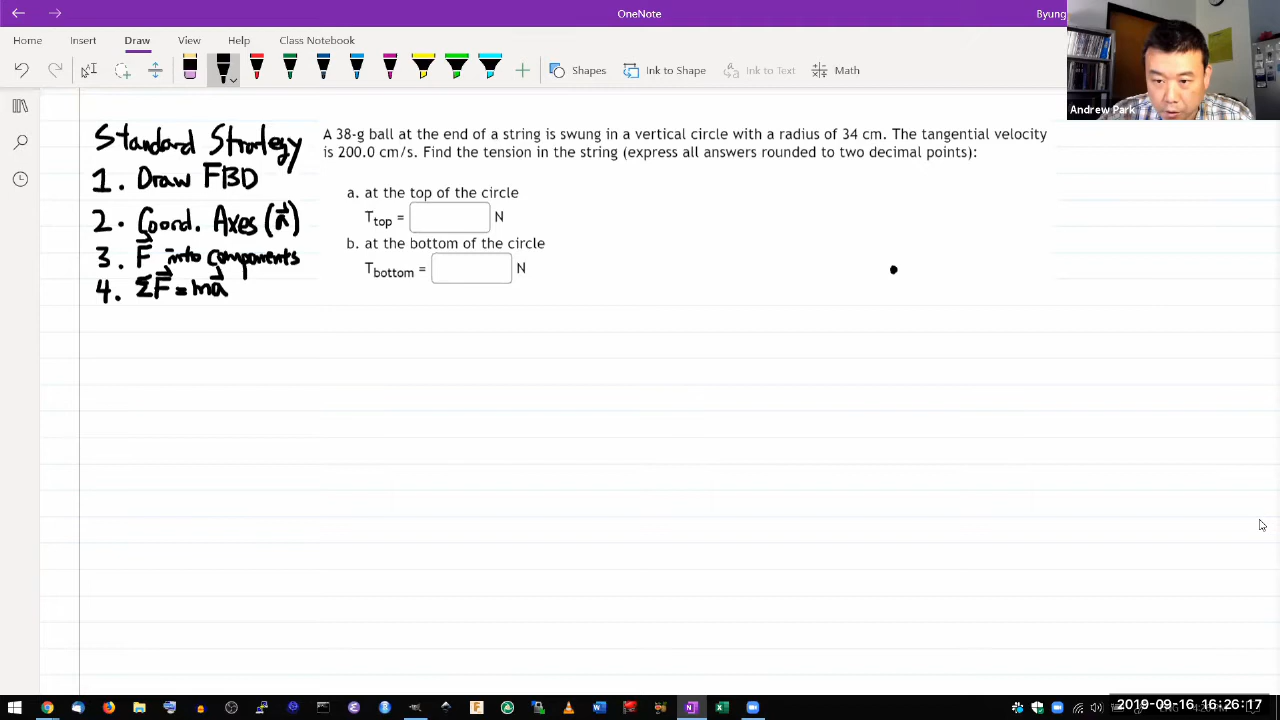 OneNote
Byung
Home Insert Draw View Help Class Notebook
Shapes Ink to Shape Ink to Text Math
Andrew Park
Standard Strategy
1. Draw FBD
2. Coord. Axes (a⃗)
3. F⃗ into components
4. ΣF⃗ = ma⃗
A 38-g ball at the end of a string is swung in a vertical circle with a radius of 34 cm. The tangential velocity
is 200.0 cm/s. Find the tension in the string (express all answers rounded to two decimal points):
a. at the top of the circle
Ttop = N
b. at the bottom of the circle
Tbottom = N
2019-09-16 16:26:17